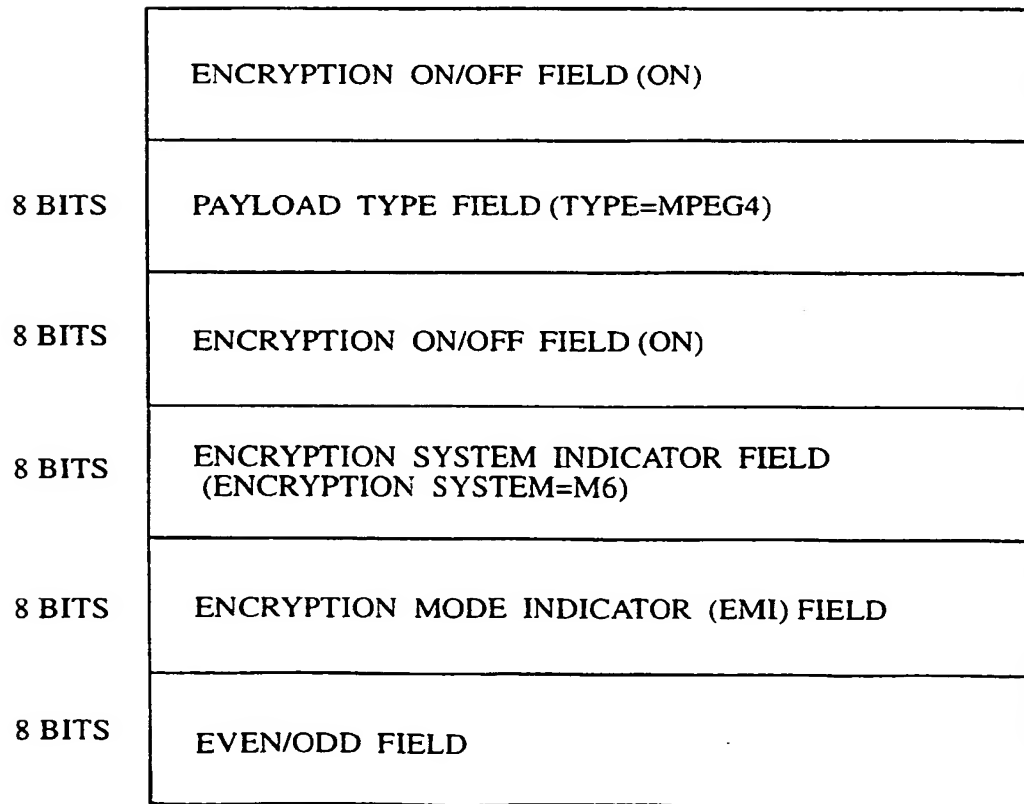 ENCRYPTION ON/OFF FIELD (ON)
8 BITS PAYLOAD TYPE FIELD (TYPE=MPEG4)
8 BITS ENCRYPTION ON/OFF FIELD (ON)
8 BITS ENCRYPTION SYSTEM INDICATOR FIELD
(ENCRYPTION SYSTEM=M6)
8 BITS ENCRYPTION MODE INDICATOR (EMI) FIELD
8 BITS EVEN/ODD FIELD